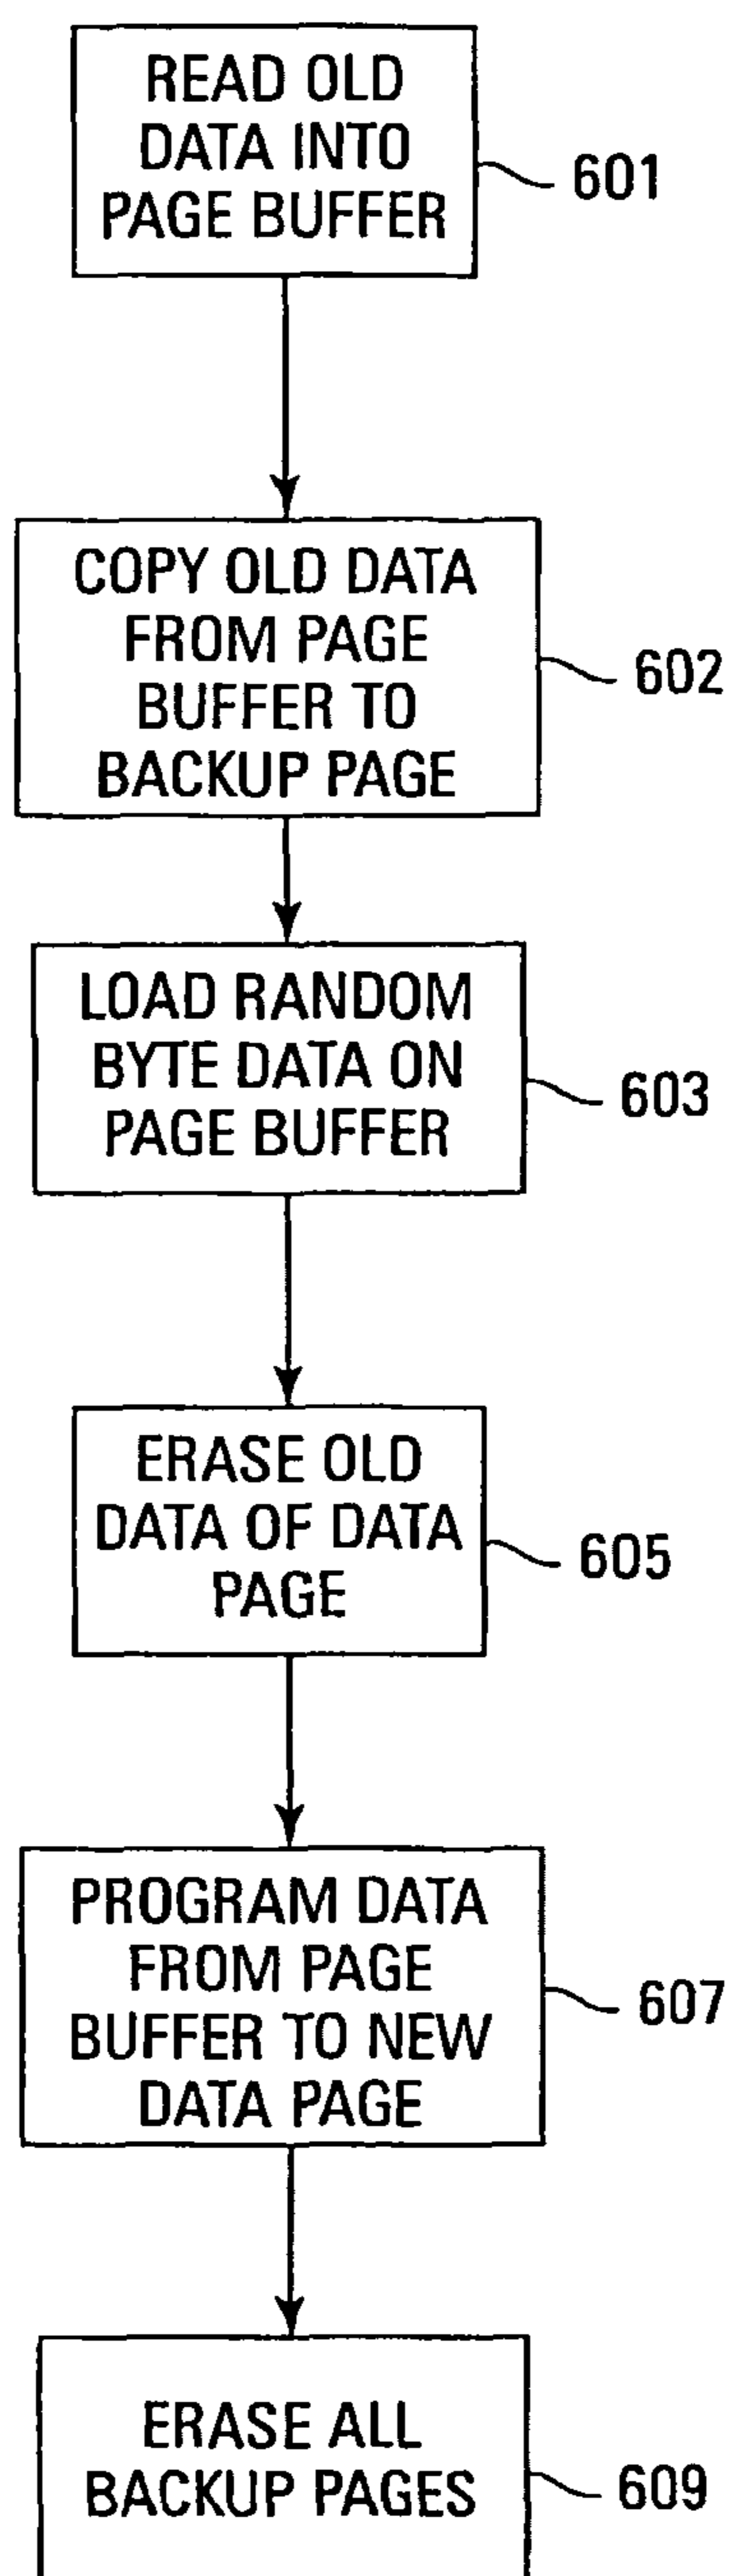 READ OLD
DATA INTO
PAGE BUFFER
601
COPY OLD DATA
FROM PAGE
BUFFER TO
BACKUP PAGE
602
LOAD RANDOM
BYTE DATA ON
PAGE BUFFER
603
ERASE OLD
DATA OF DATA
PAGE
605
PROGRAM DATA
FROM PAGE
BUFFER TO NEW
DATA PAGE
607
ERASE ALL
BACKUP PAGES
609